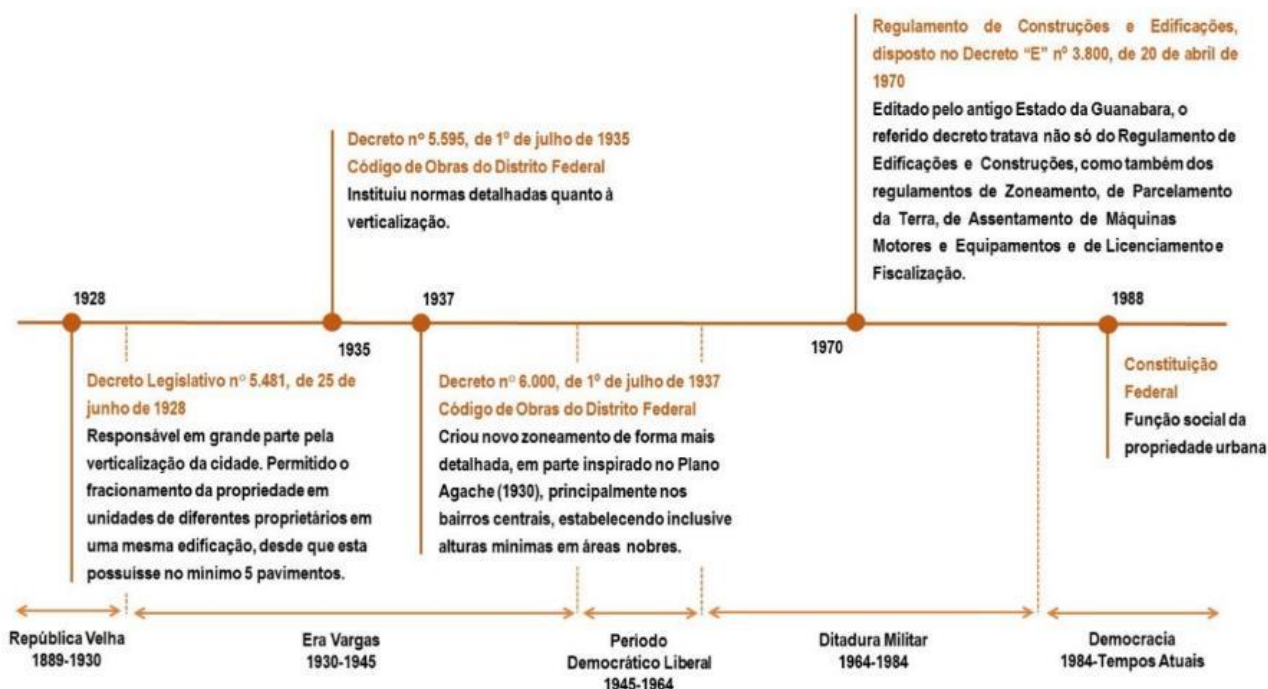 Regulamento de Construções e Edificações,
disposto no Decreto “E” nº 3.800, de 20 de abril de
1970
Editado pelo antigo Estado da Guanabara, o
referido decreto tratava não só do Regulamento de
Edificações e Construções, como também dos
regulamentos de Zoneamento, de Parcelamento
da Terra, de Assentamento de Máquinas
Motores e Equipamentos e de Licenciamento e
Fiscalização.
Decreto nº 5.595, de 1º de julho de 1935
Código de Obras do Distrito Federal
Instituiu normas detalhadas quanto à
verticalização.
1928
1937
1988
1935
1970
Decreto Legislativo nº 5.481, de 25 de
junho de 1928
Responsável em grande parte pela
verticalização da cidade. Permitido o
fracionamento da propriedade em
unidades de diferentes proprietários em
uma mesma edificação, desde que esta
possuisse no mínimo 5 pavimentos.
Decreto nº 6.000, de 1º de julho de 1937
Código de Obras do Distrito Federal
Criou novo zoneamento de forma mais
detalhada, em parte inspirado no Plano
Agache (1930), principalmente nos
bairros centrais, estabelecendo inclusive
alturas mínimas em áreas nobres.
Constituição
Federal
Função social da
propriedade urbana
República Velha
1889-1930
Era Vargas
1930-1945
Período
Democrático Liberal
1945-1964
Ditadura Militar
1964-1984
Democracia
1984-Tempos Atuais